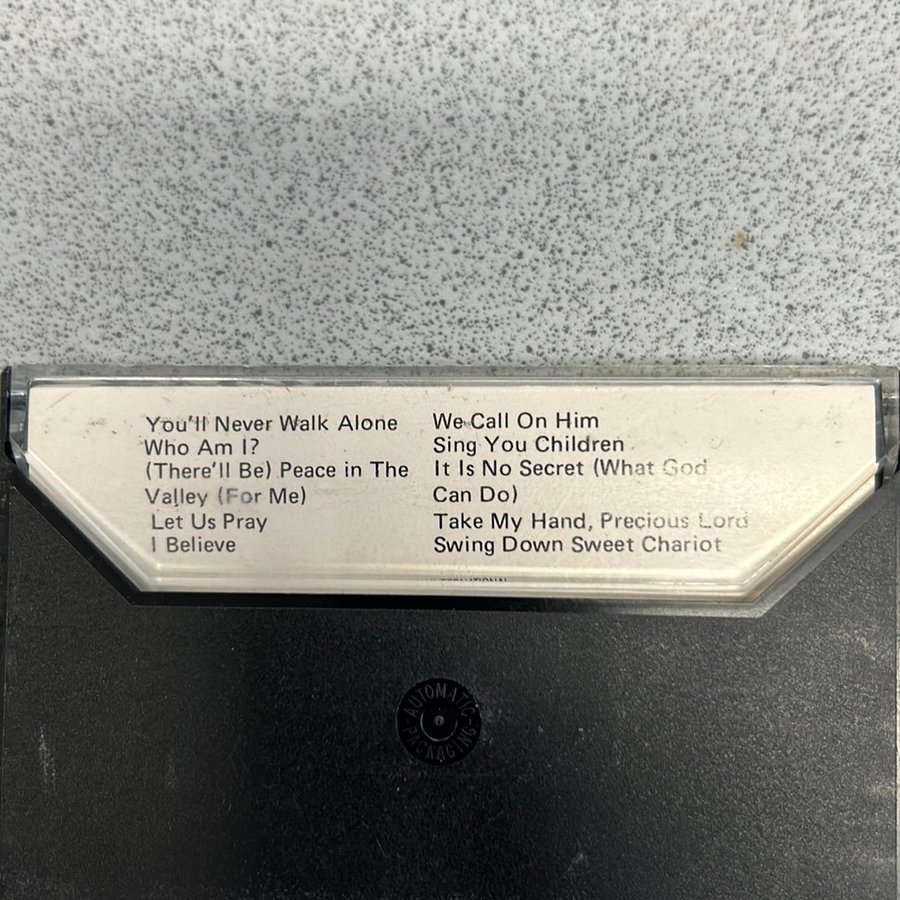 You'll Never Walk Alone
Who Am I?
(There'll Be) Peace in The
Valley (For Me)
Let Us Pray
I Believe
We Call On Him
Sing You Children
It Is No Secret (What God
Can Do)
Take My Hand, Precious Lord
Swing Down Sweet Chariot
AUTOMATIC
PACKAGING